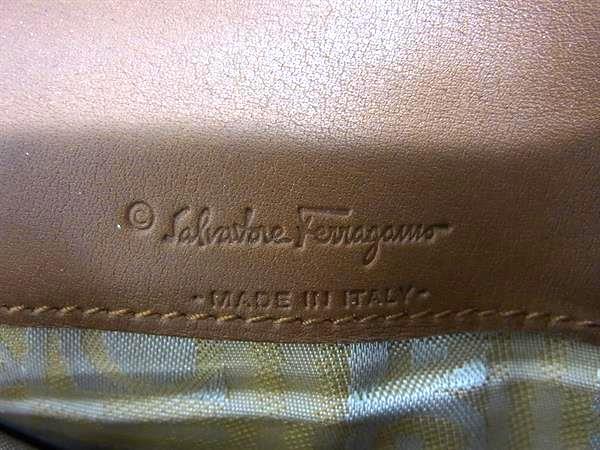 © Salvatore Ferragamo
• MADE IN ITALY •